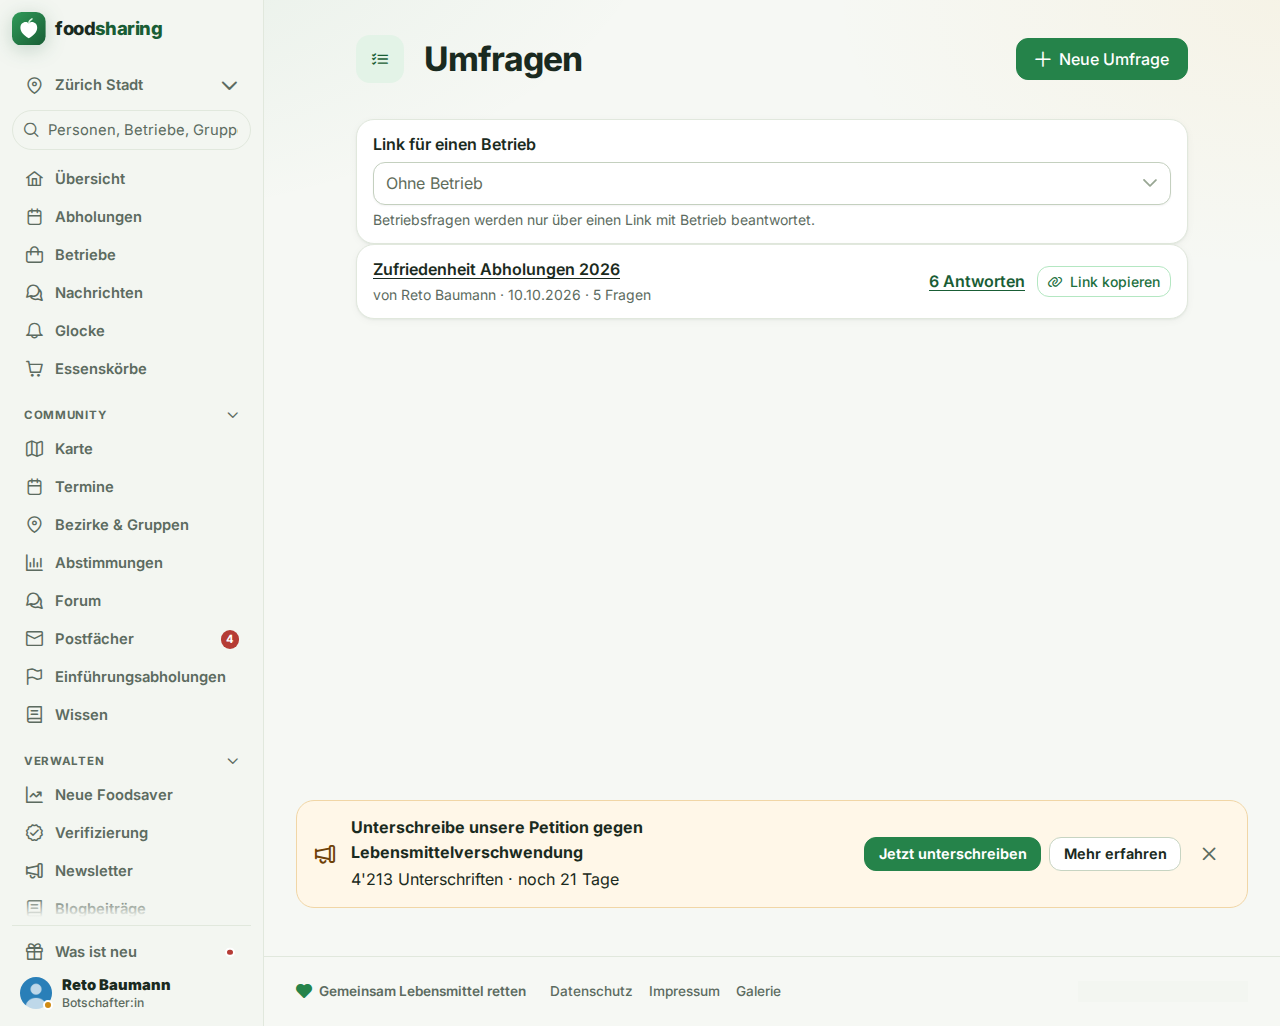 foodsharing
Zürich Stadt
Personen, Betriebe, Grupp
Übersicht
Abholungen
Betriebe
Nachrichten
Glocke
Essenskörbe
COMMUNITY
Karte
Termine
Bezirke & Gruppen
Abstimmungen
Forum
Postfächer 4
Einführungsabholungen
Wissen
VERWALTEN
Neue Foodsaver
Verifizierung
Newsletter
Blogbeiträge
Was ist neu
Reto Baumann
Botschafter:in
Umfragen
Neue Umfrage
Link für einen Betrieb
Ohne Betrieb
Betriebsfragen werden nur über einen Link mit Betrieb beantwortet.
Zufriedenheit Abholungen 2026
von Reto Baumann · 10.10.2026 · 5 Fragen
6 Antworten
Link kopieren
Unterschreibe unsere Petition gegen
Lebensmittelverschwendung
4'213 Unterschriften · noch 21 Tage
Jetzt unterschreiben
Mehr erfahren
Gemeinsam Lebensmittel retten
Datenschutz
Impressum
Galerie